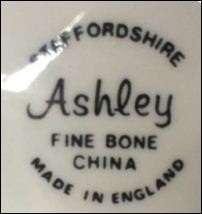 STAFFORDSHIRE
Ashley
FINE BONE
CHINA
MADE IN ENGLAND